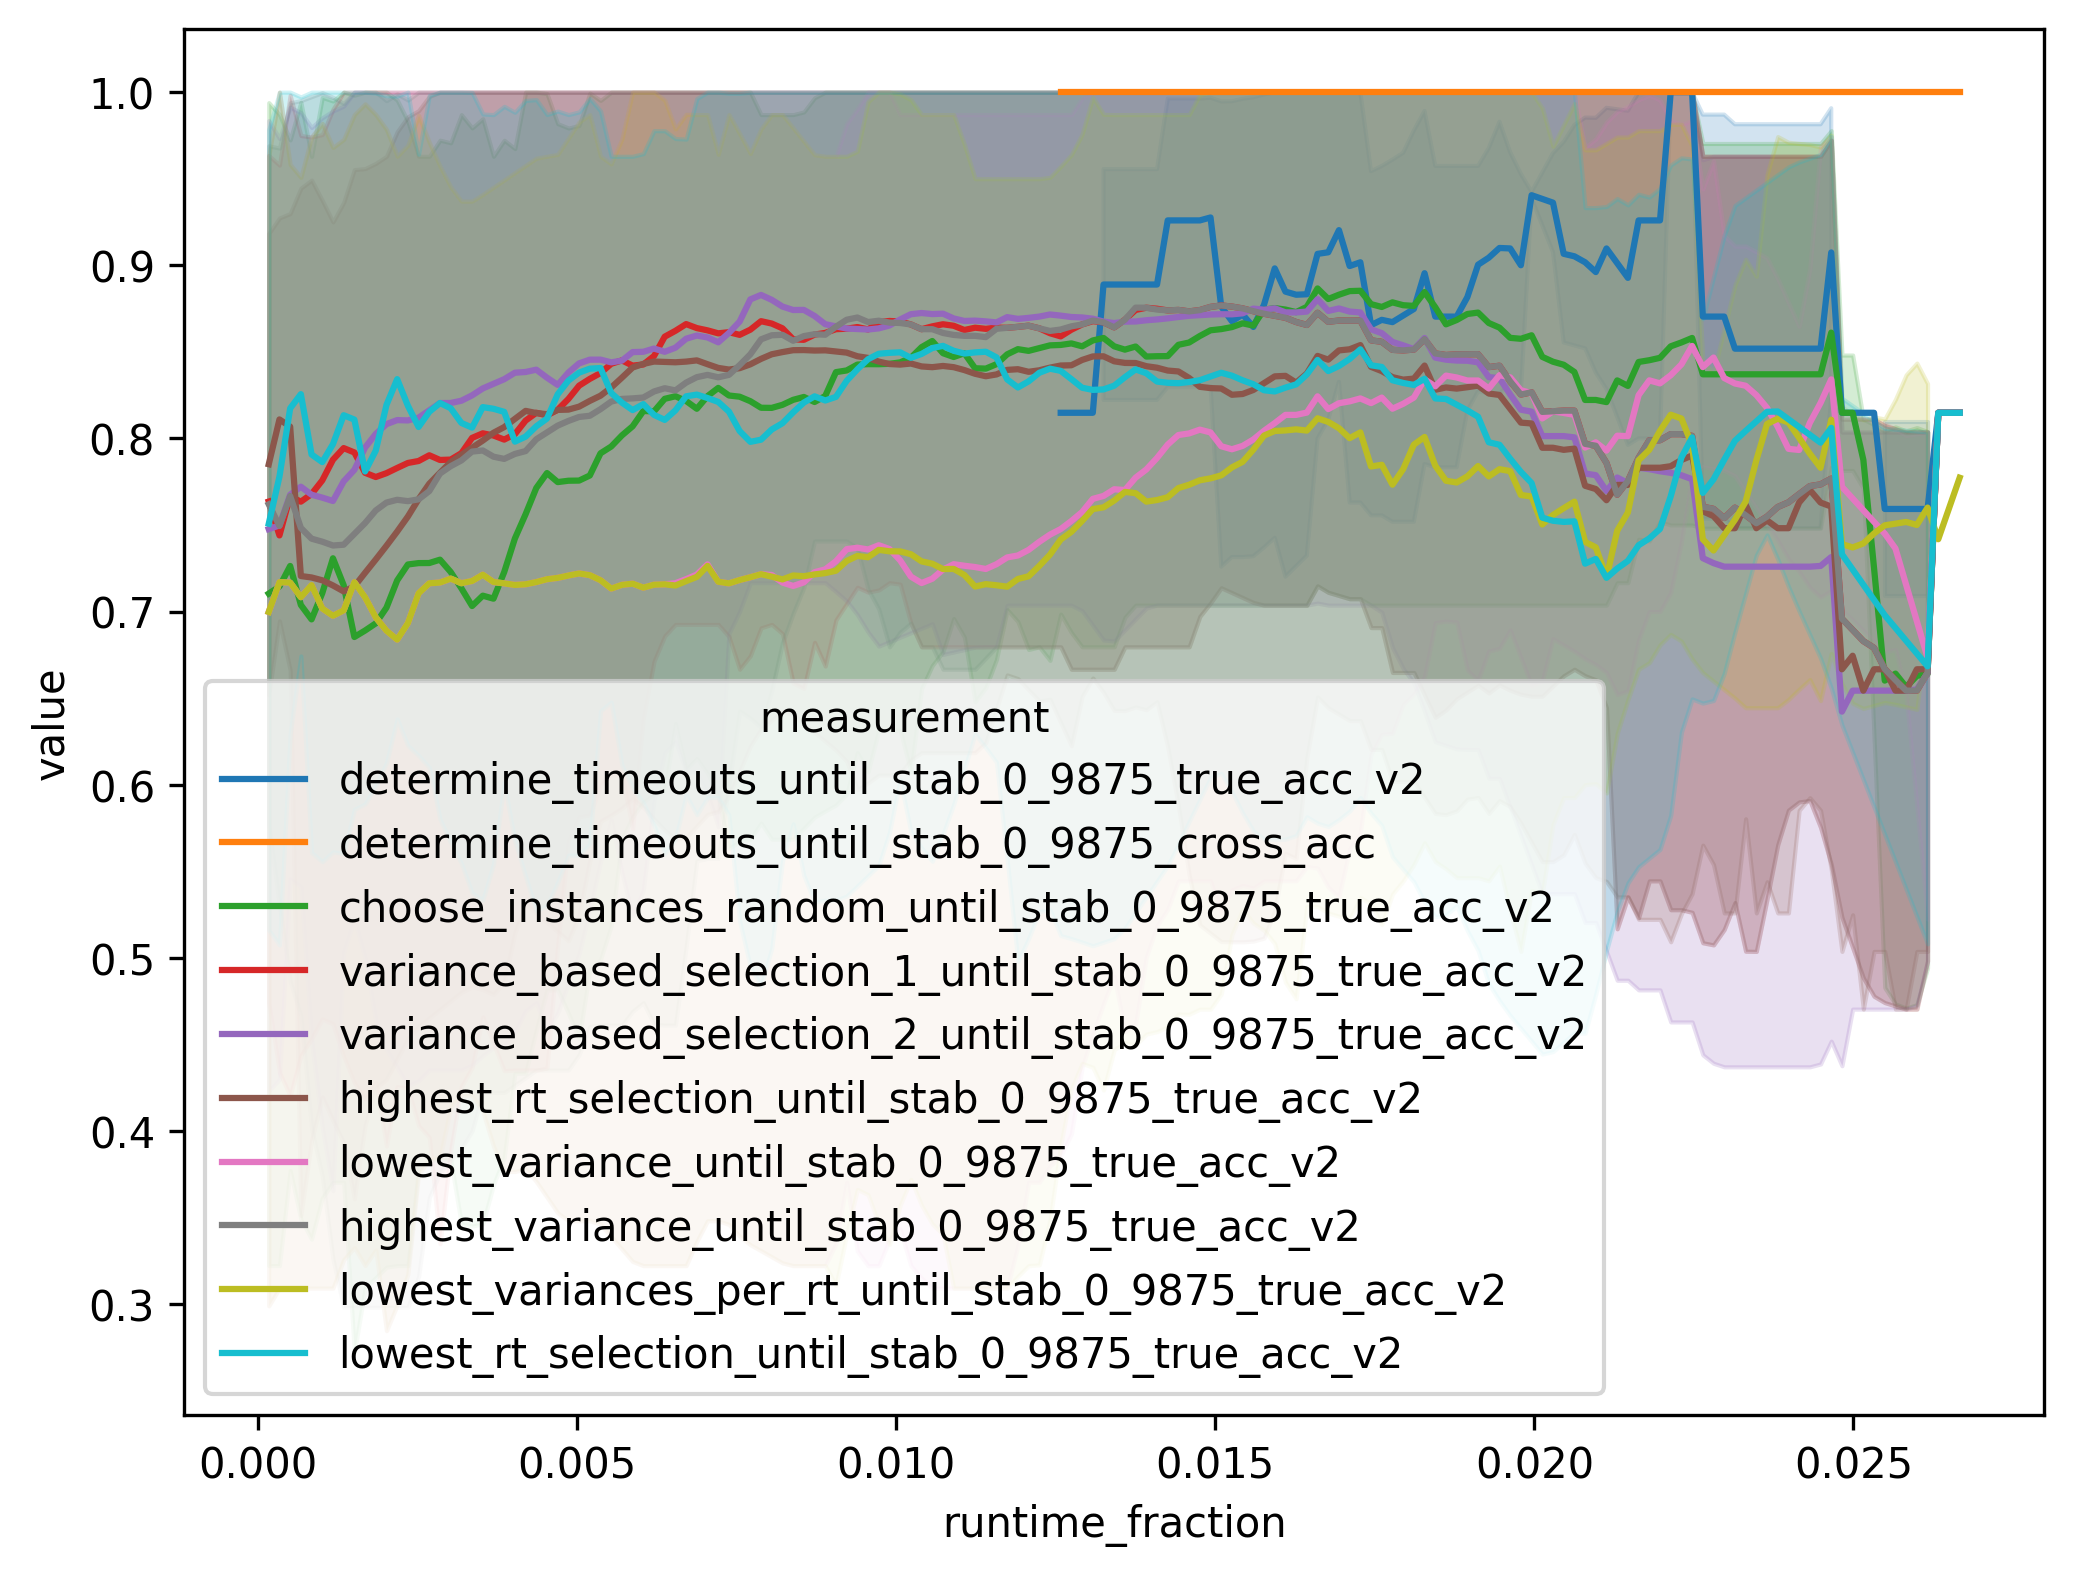 1.0
0.9
0.8
0.7
0.6
0.5
0.4
0.3
value
measurement
determine_timeouts_until_stab_0_9875_true_acc_v2
determine_timeouts_until_stab_0_9875_cross_acc
choose_instances_random_until_stab_0_9875_true_acc_v2
variance_based_selection_1_until_stab_0_9875_true_acc_v2
variance_based_selection_2_until_stab_0_9875_true_acc_v2
highest_rt_selection_until_stab_0_9875_true_acc_v2
lowest_variance_until_stab_0_9875_true_acc_v2
highest_variance_until_stab_0_9875_true_acc_v2
lowest_variances_per_rt_until_stab_0_9875_true_acc_v2
lowest_rt_selection_until_stab_0_9875_true_acc_v2
0.000 0.005 0.010 0.015 0.020 0.025
runtime_fraction